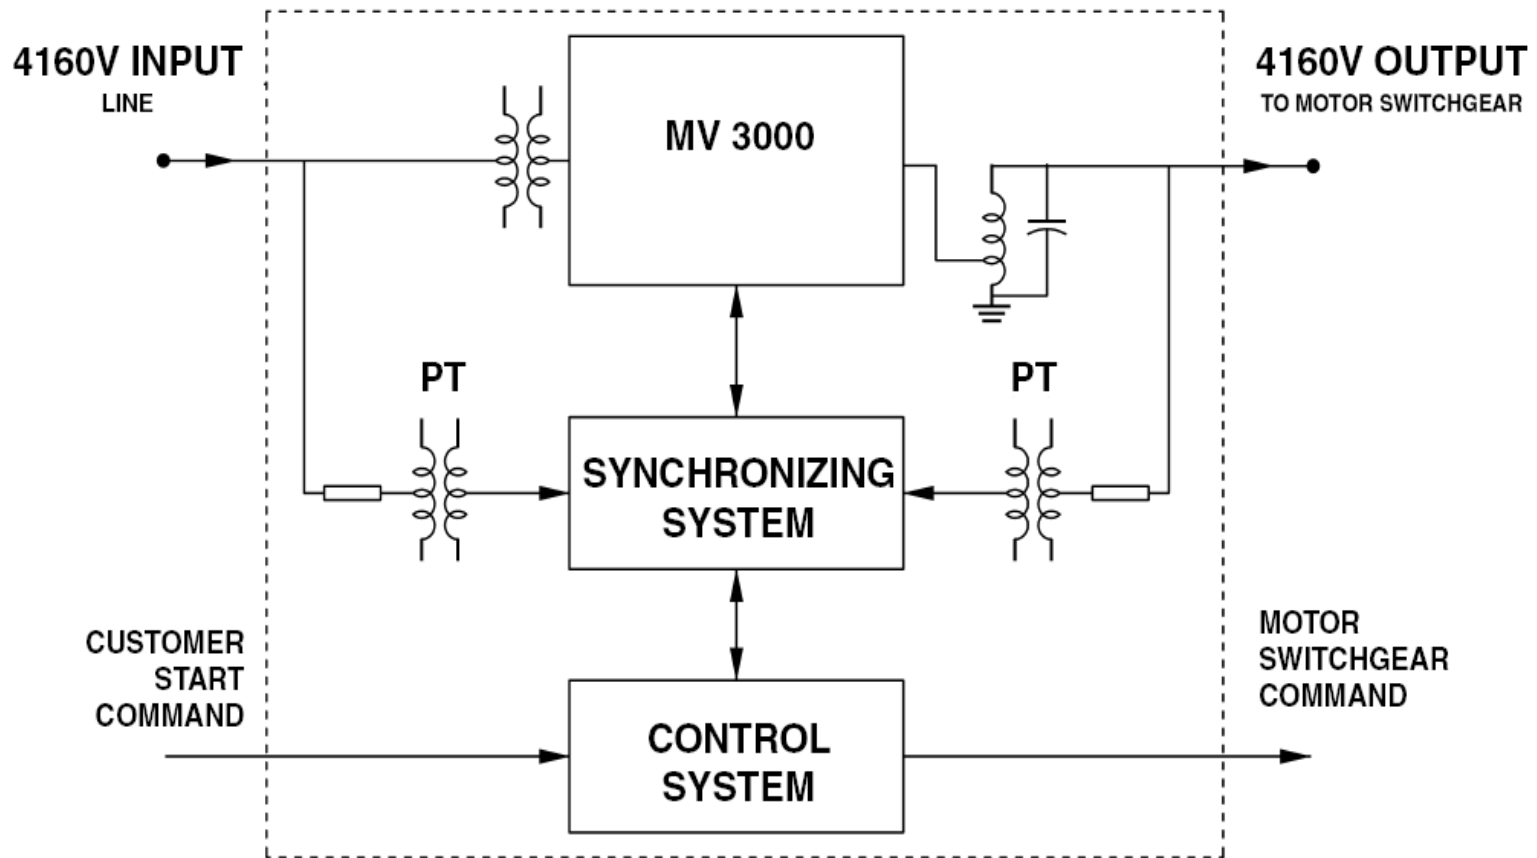 4160V INPUT
LINE
MV 3000
4160V OUTPUT
TO MOTOR SWITCHGEAR
PT
PT
SYNCHRONIZING
SYSTEM
CUSTOMER
START
COMMAND
MOTOR
SWITCHGEAR
COMMAND
CONTROL
SYSTEM